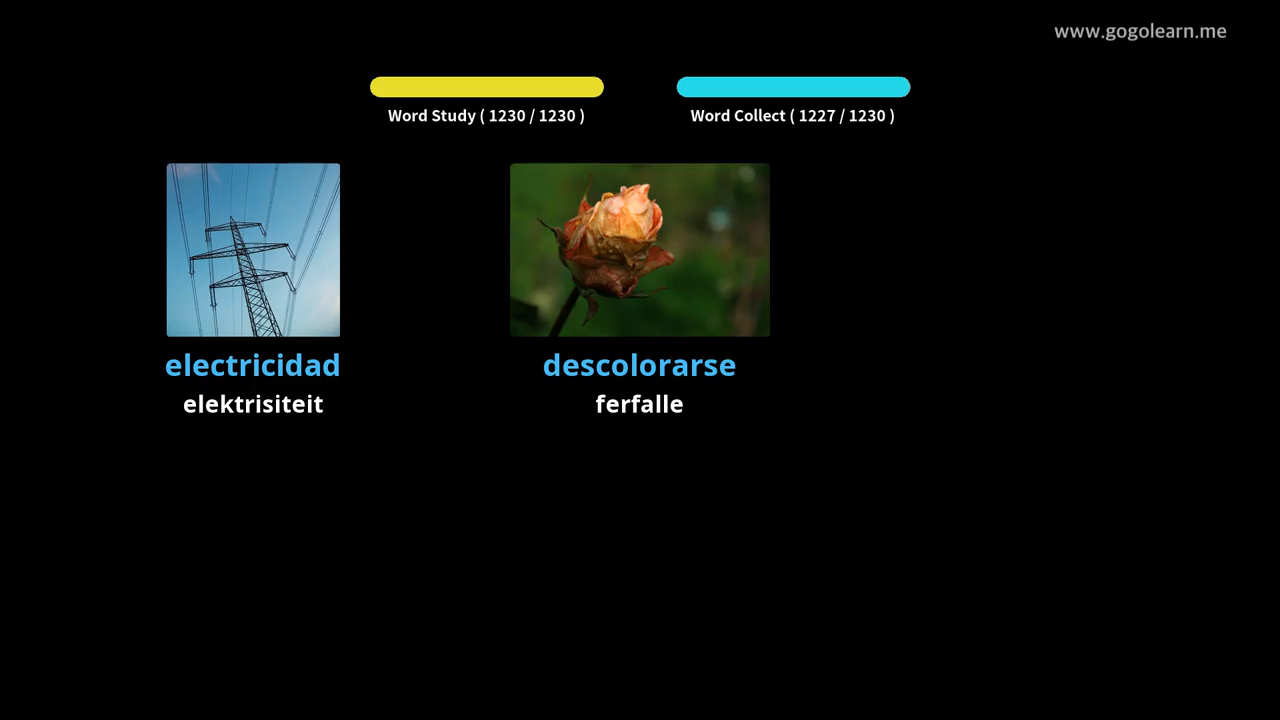 www.gogolearn.me
Word Study ( 1230 / 1230 )
Word Collect ( 1227 / 1230 )
electricidad
elektrisiteit
descolorarse
ferfalle